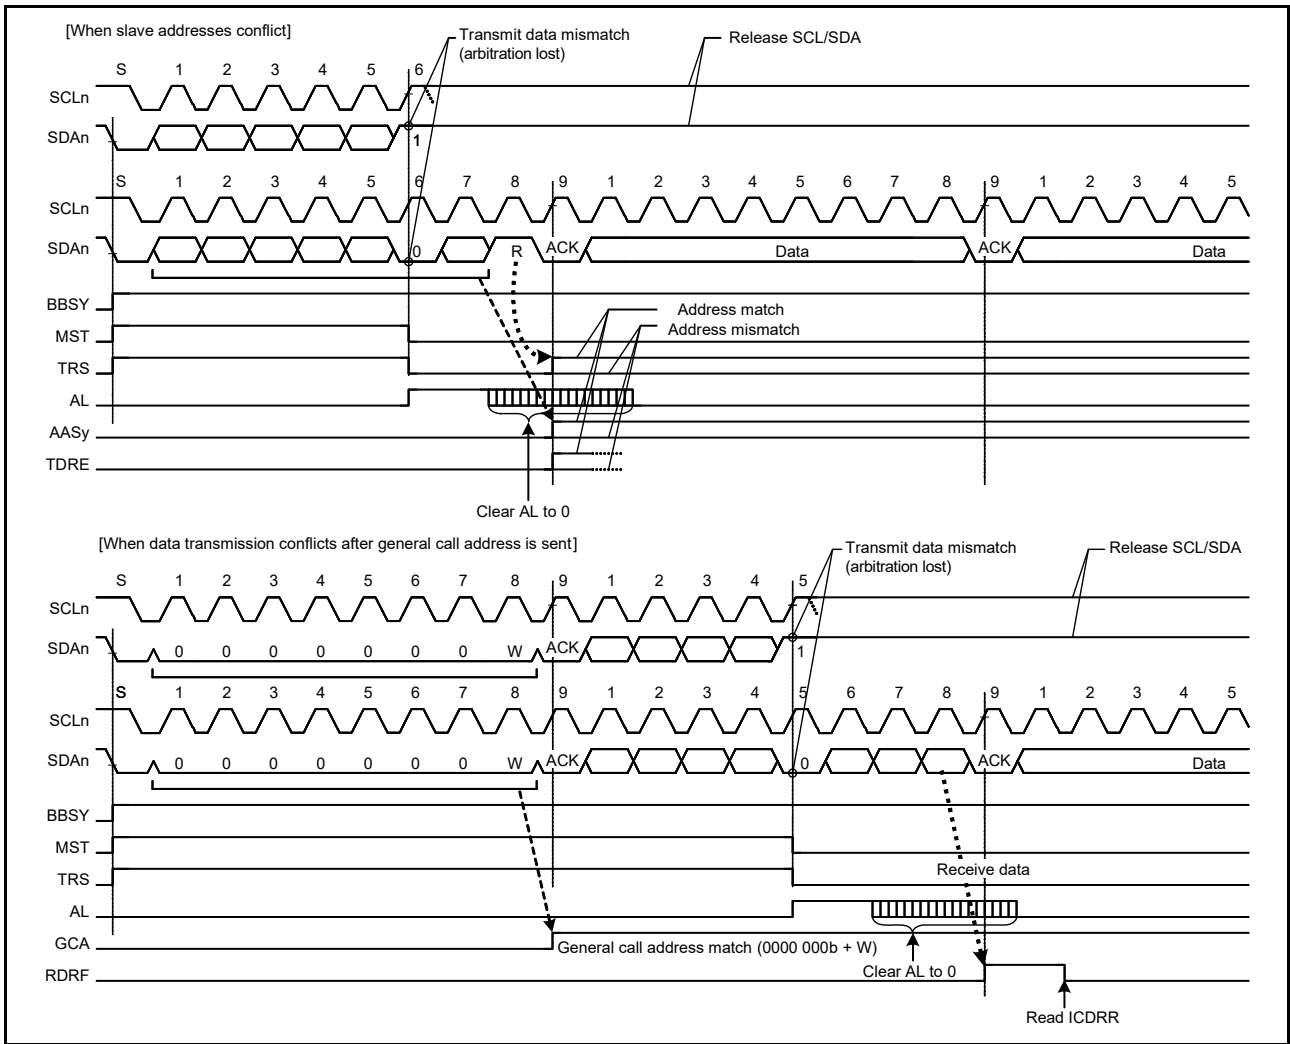 [When slave addresses conflict]
Transmit data mismatch
(arbitration lost)
Release SCL/SDA
S 1 2 3 4 5 6
SCLn
SDAn
1
S 1 2 3 4 5 6 7 8 9 1 2 3 4 5 6 7 8 9 1 2 3 4 5
SCLn
SDAn 0 R ACK Data ACK Data
BBSY
Address match
MST
Address mismatch
TRS
AL
AASy
TDRE
Clear AL to 0
[When data transmission conflicts after general call address is sent]
Transmit data mismatch
(arbitration lost)
Release SCL/SDA
S 1 2 3 4 5 6 7 8 9 1 2 3 4 5
SCLn
SDAn 0 0 0 0 0 0 0 W ACK 1
S 1 2 3 4 5 6 7 8 9 1 2 3 4 5 6 7 8 9 1 2 3 4 5
SCLn
SDAn 0 0 0 0 0 0 0 W ACK 0 ACK Data
BBSY
MST
TRS
Receive data
AL
GCA
General call address match (0000 000b + W)
Clear AL to 0
RDRF
Read ICDRR